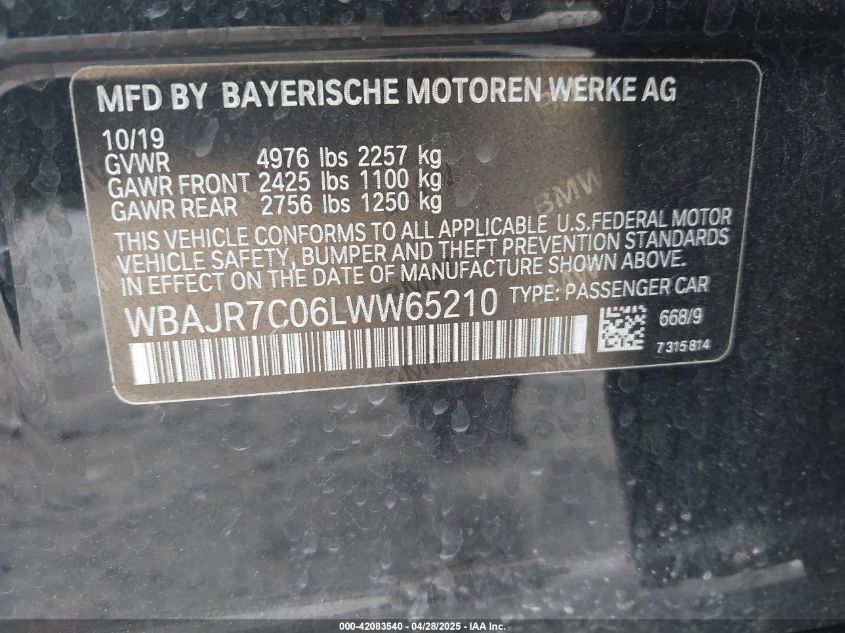 MFD BY BAYERISCHE MOTOREN WERKE AG
10/19
GVWR 4976 lbs 2257 kg
GAWR FRONT 2425 lbs 1100 kg
GAWR REAR 2756 lbs 1250 kg
THIS VEHICLE CONFORMS TO ALL APPLICABLE U.S.FEDERAL MOTOR
VEHICLE SAFETY, BUMPER AND THEFT PREVENTION STANDARDS
IN EFFECT ON THE DATE OF MANUFACTURE SHOWN ABOVE.
WBAJR7C06LWW65210 TYPE: PASSENGER CAR
668/9
7 315 814
BMW
000-42083540 - 04/28/2025 - IAA Inc.